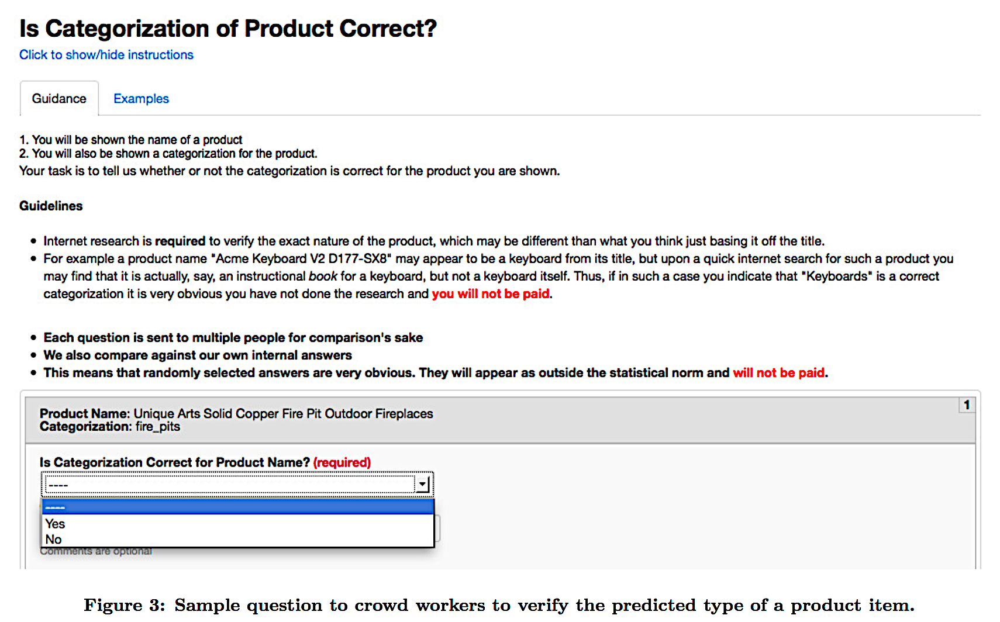 Is Categorization of Product Correct?
Click to show/hide instructions
Guidance
Examples
1. You will be shown the name of a product
2. You will also be shown a categorization for the product.
Your task is to tell us whether or not the categorization is correct for the product you are shown.
Guidelines
• Internet research is required to verify the exact nature of the product, which may be different than what you think just basing it off the title.
• For example a product name "Acme Keyboard V2 D177-SX8" may appear to be a keyboard from its title, but upon a quick internet search for such a product you
may find that it is actually, say, an instructional book for a keyboard, but not a keyboard itself. Thus, if in such a case you indicate that "Keyboards" is a correct
categorization it is very obvious you have not done the research and you will not be paid.
• Each question is sent to multiple people for comparison's sake
• We also compare against our own internal answers
• This means that randomly selected answers are very obvious. They will appear as outside the statistical norm and will not be paid.
1
Product Name: Unique Arts Solid Copper Fire Pit Outdoor Fireplaces
Categorization: fire_pits
Is Categorization Correct for Product Name? (required)
----
----
Yes
No
Comments are optional
Figure 3: Sample question to crowd workers to verify the predicted type of a product item.